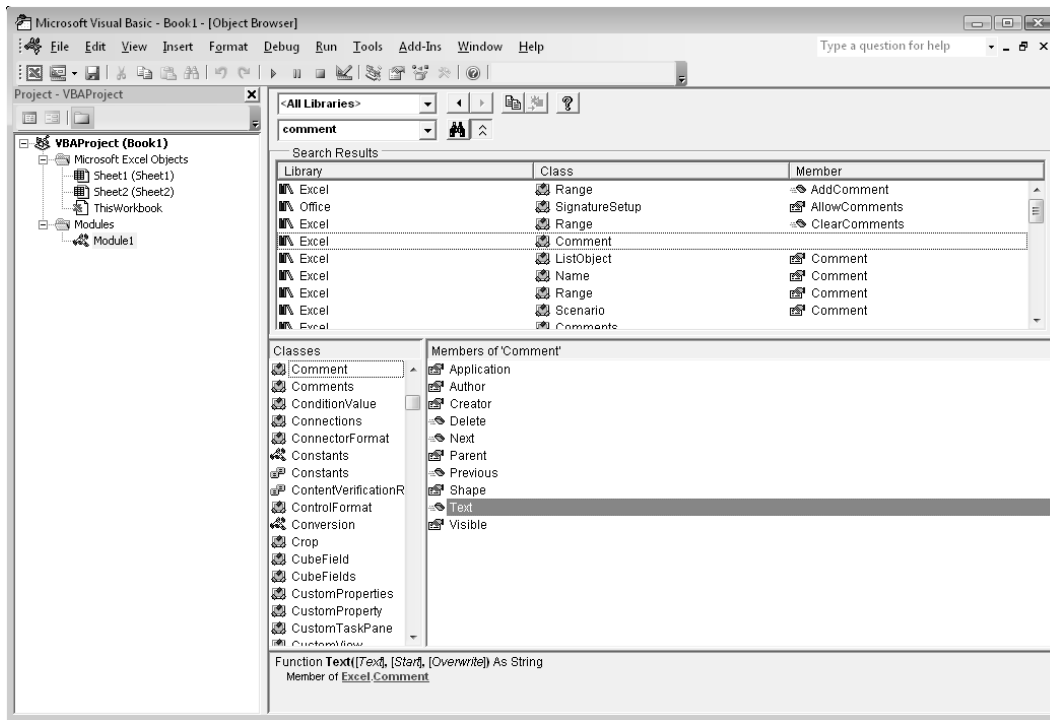 Microsoft Visual Basic - Book1 - [Object Browser]
File Edit View Insert Format Debug Run Tools Add-Ins Window Help
Type a question for help
Project - VBAProject
VBAProject (Book1)
Microsoft Excel Objects
Sheet1 (Sheet1)
Sheet2 (Sheet2)
ThisWorkbook
Modules
Module1
<All Libraries>
comment
Search Results
Library Class Member
Excel Range AddComment
Office SignatureSetup AllowComments
Excel Range ClearComments
Excel Comment
Excel ListObject Comment
Excel Name Comment
Excel Range Comment
Excel Scenario Comment
Excel Comments
Classes
Comment
Comments
ConditionValue
Connections
ConnectorFormat
Constants
Constants
ContentVerificationR
ControlFormat
Conversion
Crop
CubeField
CubeFields
CustomProperties
CustomProperty
CustomTaskPane
CustomView
Members of 'Comment'
Application
Author
Creator
Delete
Next
Parent
Previous
Shape
Text
Visible
Function Text([Text], [Start], [Overwrite]) As String
Member of Excel.Comment